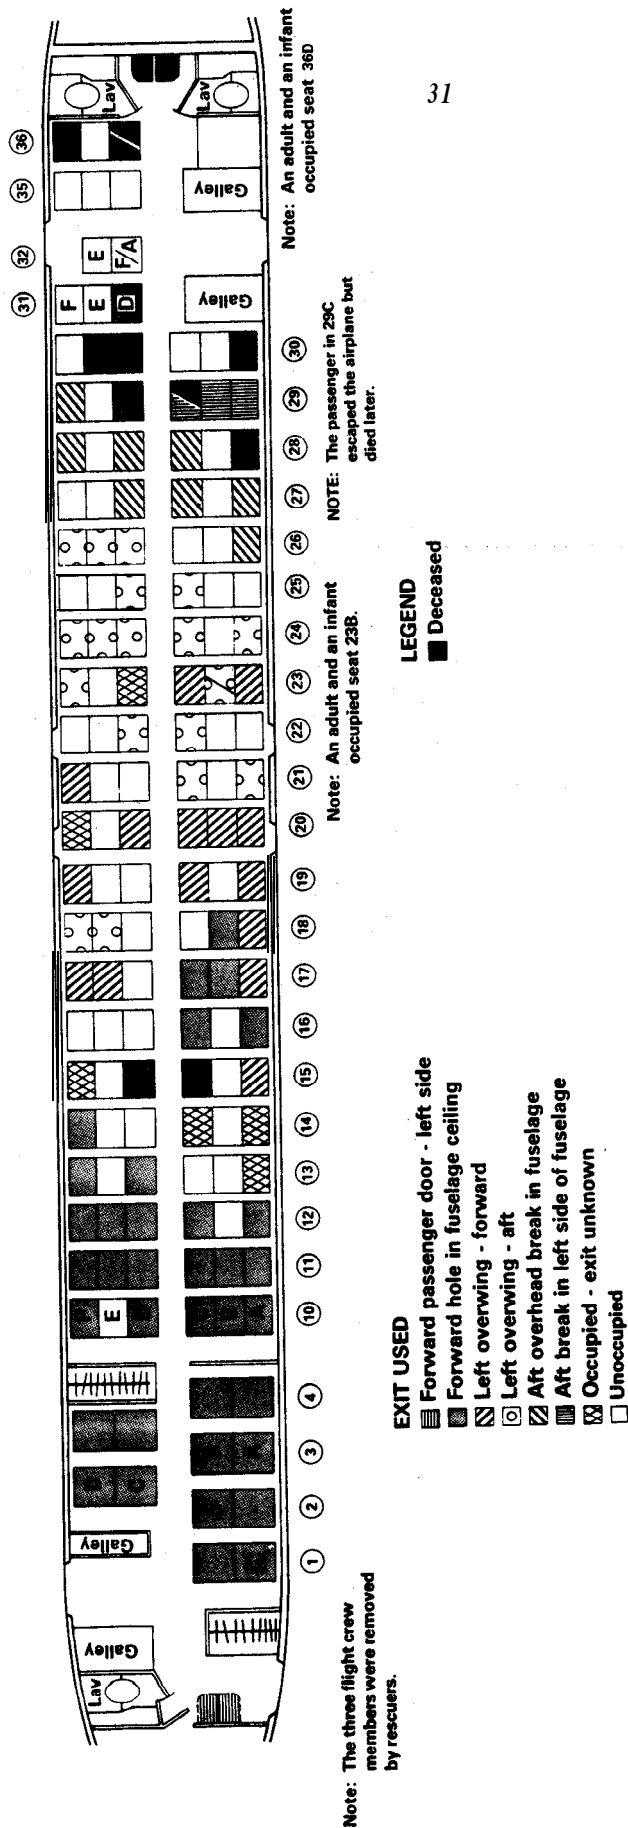 31
36
35
32
31
30
29
28
27
26
25
24
23
22
21
20
19
18
17
16
15
14
13
12
11
10
4
3
2
1
Lav
Lav
Galley
Galley
E
F/A
F
E
D
E
D
C
Galley
Galley
Lav
Note: An adult and an infant
occupied seat 36D
NOTE: The passenger in 29C
escaped the airplane but
died later.
Note: An adult and an infant
occupied seat 23B.
LEGEND
Deceased
EXIT USED
Forward passenger door - left side
Forward hole in fuselage ceiling
Left overwing - forward
Left overwing - aft
Aft overhead break in fuselage
Aft break in left side of fuselage
Occupied - exit unknown
Unoccupied
Note: The three flight crew
members were removed
by rescuers.